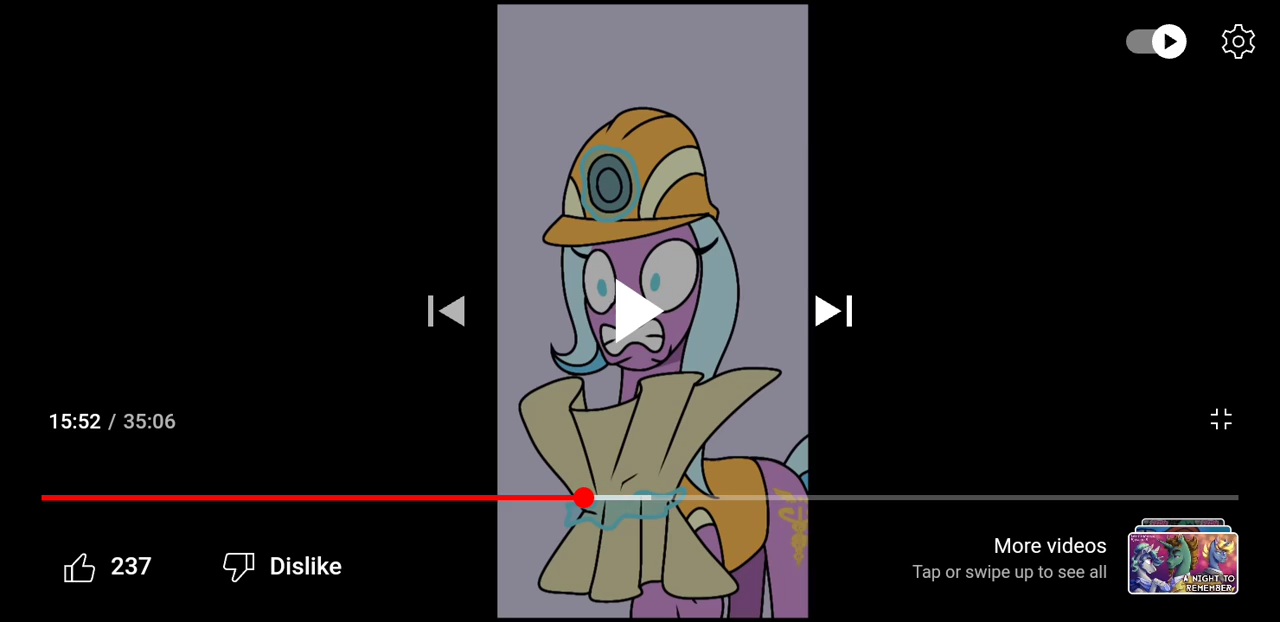 15:52 / 35:06
237
Dislike
More videos
Tap or swipe up to see all
A NIGHT TO
REMEMBER